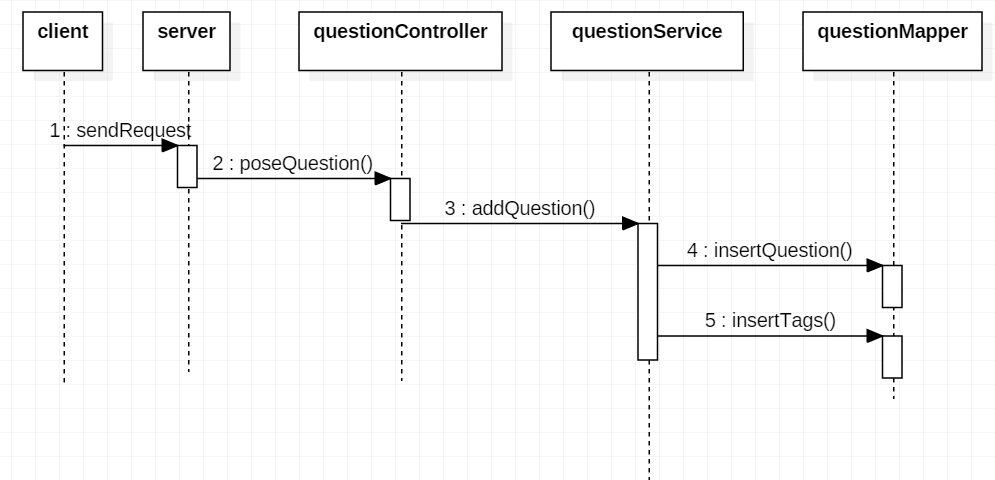 client
server
questionController
questionService
questionMapper
1 : sendRequest
2 : poseQuestion()
3 : addQuestion()
4 : insertQuestion()
5 : insertTags()